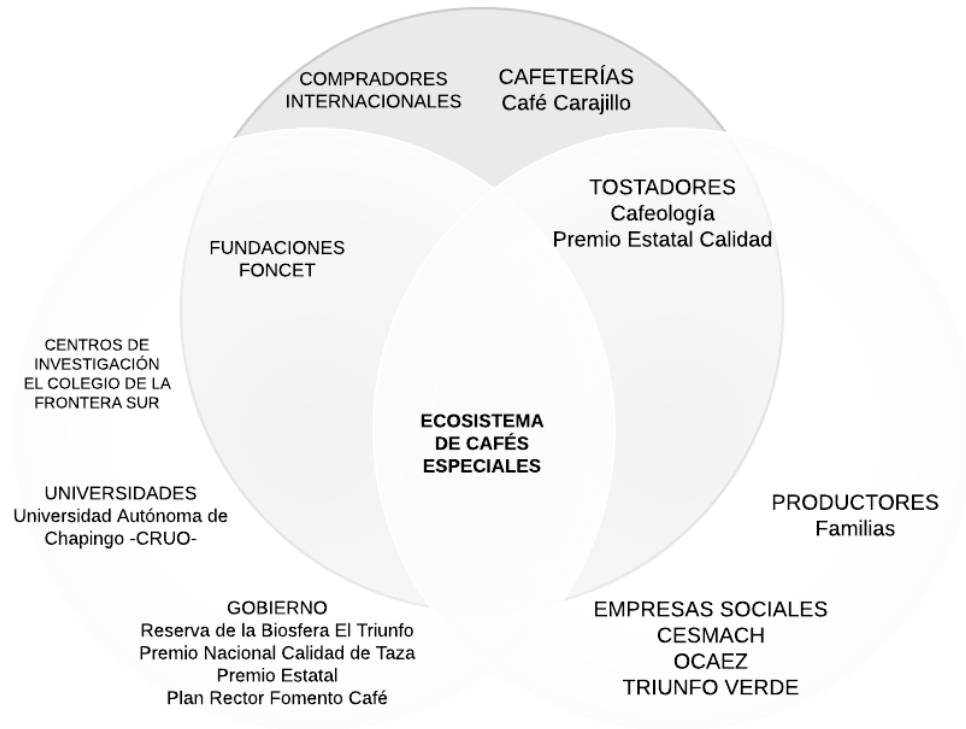 COMPRADORES
INTERNACIONALES
CAFETERÍAS
Café Carajillo
TOSTADORES
Cafeología
Premio Estatal Calidad
FUNDACIONES
FONCET
CENTROS DE
INVESTIGACIÓN
EL COLEGIO DE LA
FRONTERA SUR
ECOSISTEMA
DE CAFÉS
ESPECIALES
UNIVERSIDADES
Universidad Autónoma de
Chapingo -CRUO-
PRODUCTORES
Familias
GOBIERNO
Reserva de la Biosfera El Triunfo
Premio Nacional Calidad de Taza
Premio Estatal
Plan Rector Fomento Café
EMPRESAS SOCIALES
CESMACH
OCAEZ
TRIUNFO VERDE